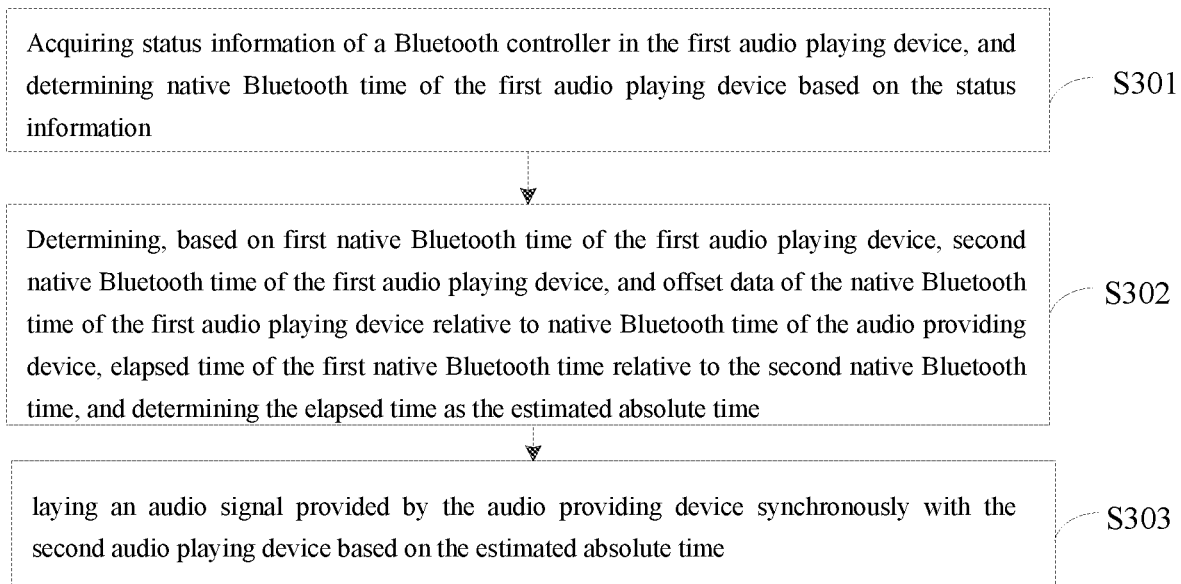 Acquiring status information of a Bluetooth controller in the first audio playing device, and
determining native Bluetooth time of the first audio playing device based on the status
information
S301
Determining, based on first native Bluetooth time of the first audio playing device, second
native Bluetooth time of the first audio playing device, and offset data of the native Bluetooth
time of the first audio playing device relative to native Bluetooth time of the audio providing
device, elapsed time of the first native Bluetooth time relative to the second native Bluetooth
time, and determining the elapsed time as the estimated absolute time
S302
laying an audio signal provided by the audio providing device synchronously with the
second audio playing device based on the estimated absolute time
S303